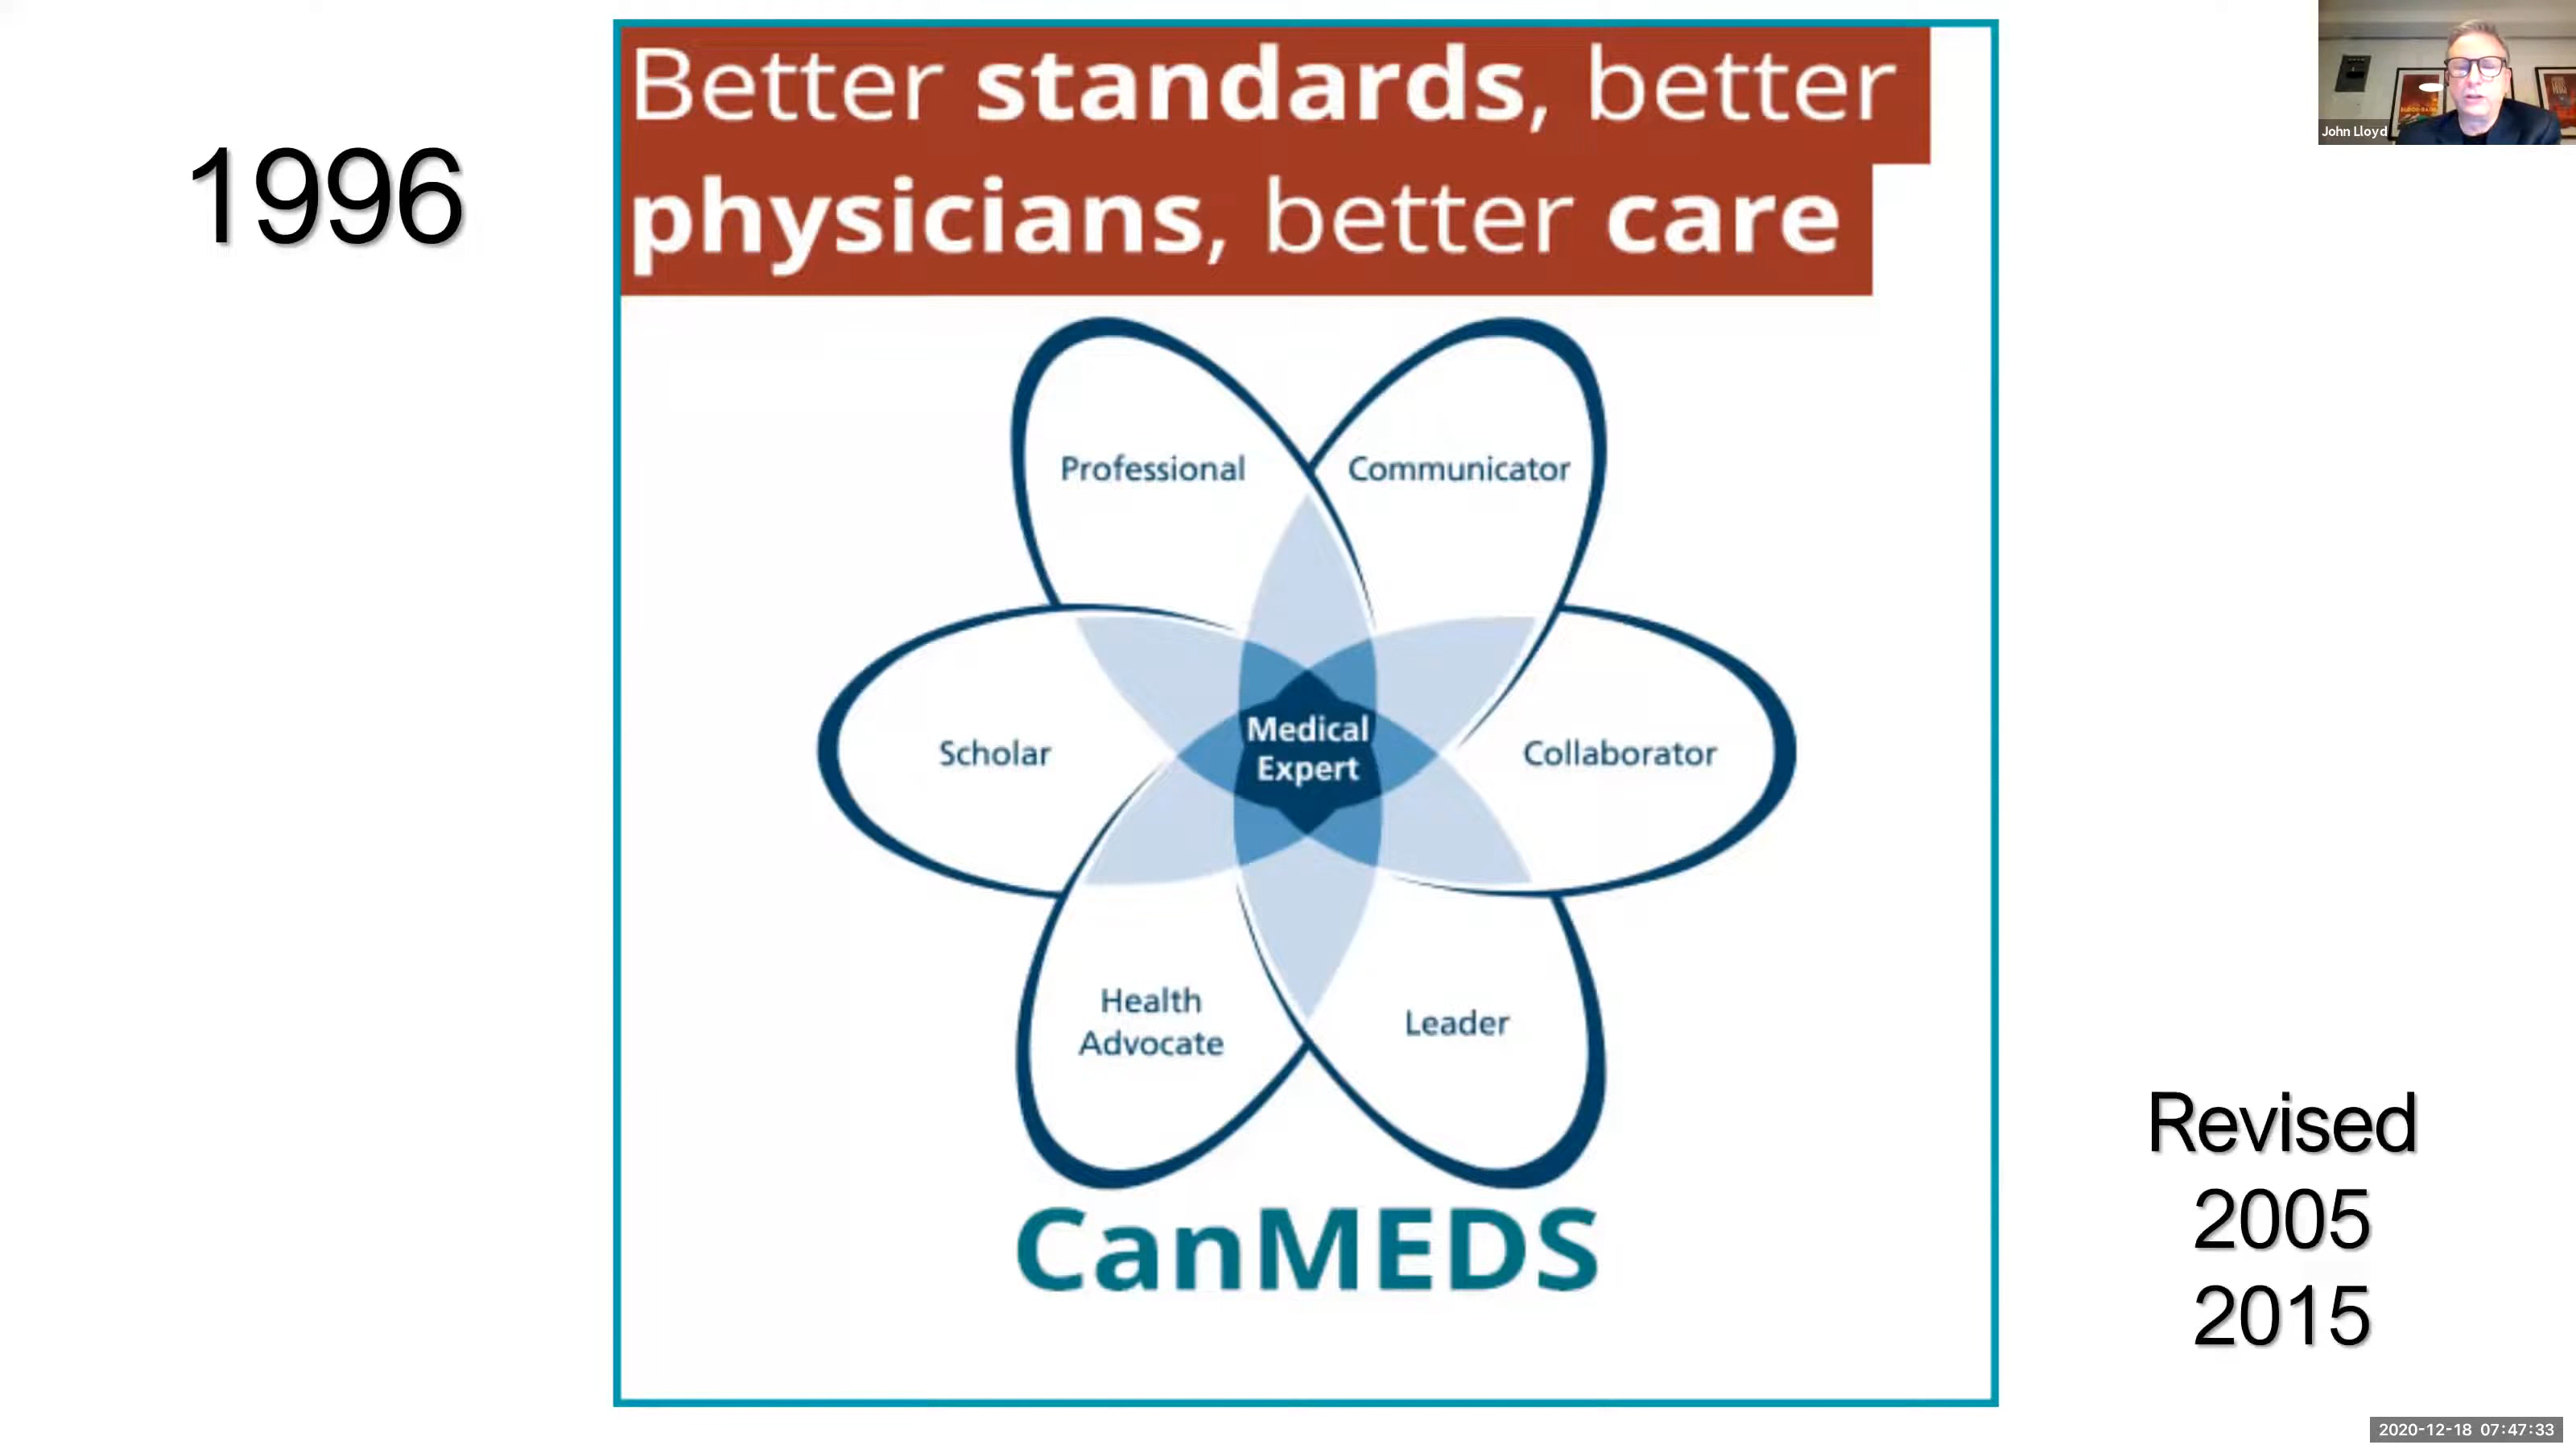 1996
Better standards, better
physicians, better care
Professional
Communicator
Scholar
Medical
Expert
Collaborator
Health
Advocate
Leader
CanMEDS
Revised
2005
2015
John Lloyd
2020-12-18 07:47:33